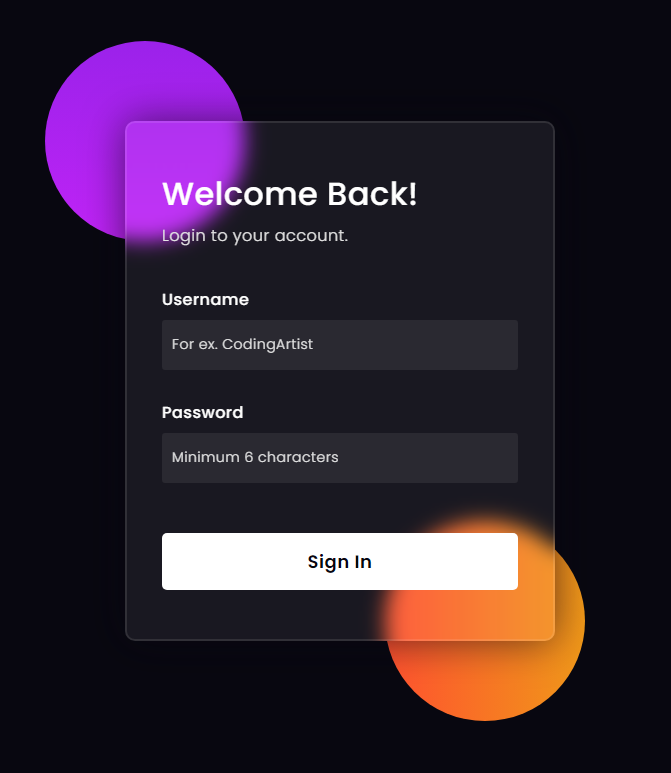 Welcome Back!
Login to your account.
Username
For ex. CodingArtist
Password
Minimum 6 characters
Sign In